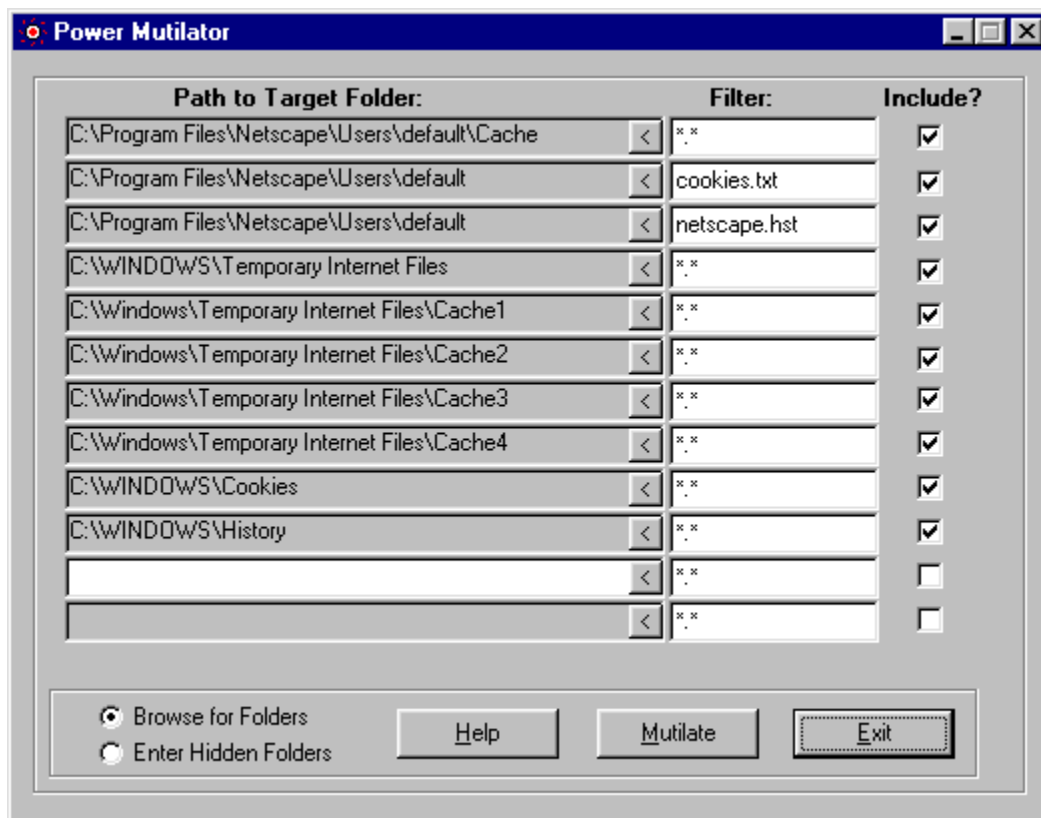 Power Mutilator
Path to Target Folder: Filter: Include?
C:\Program Files\Netscape\Users\default\Cache < *.*
C:\Program Files\Netscape\Users\default < cookies.txt
C:\Program Files\Netscape\Users\default < netscape.hst
C:\WINDOWS\Temporary Internet Files < *.*
C:\Windows\Temporary Internet Files\Cache1 < *.*
C:\Windows\Temporary Internet Files\Cache2 < *.*
C:\Windows\Temporary Internet Files\Cache3 < *.*
C:\Windows\Temporary Internet Files\Cache4 < *.*
C:\WINDOWS\Cookies < *.*
C:\WINDOWS\History < *.*
< *.*
< *.*
Browse for Folders
Enter Hidden Folders
Help Mutilate Exit